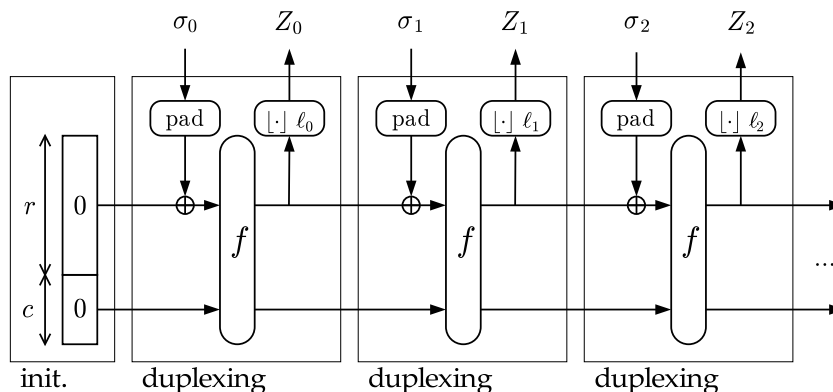 σ₀ Z₀ σ₁ Z₁ σ₂ Z₂
pad ⌊·⌋ ℓ₀ pad ⌊·⌋ ℓ₁ pad ⌊·⌋ ℓ₂
r 0
f f f
...
c 0
init. duplexing duplexing duplexing